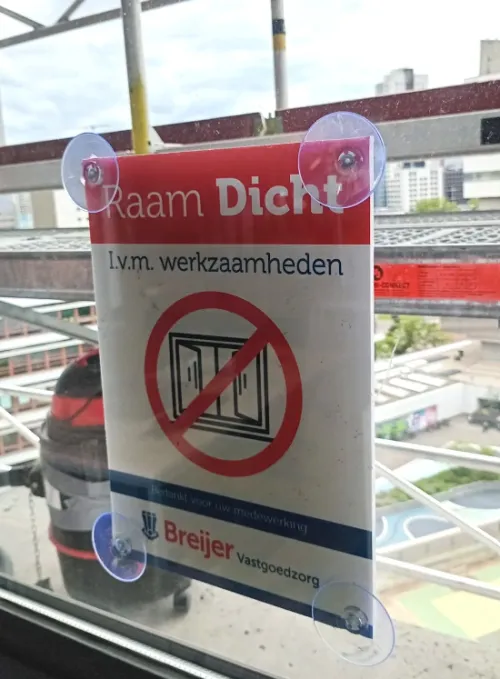 Raam Dicht
I.v.m. werkzaamheden
Bedankt voor uw medewerking
Breijer
Vastgoedzorg